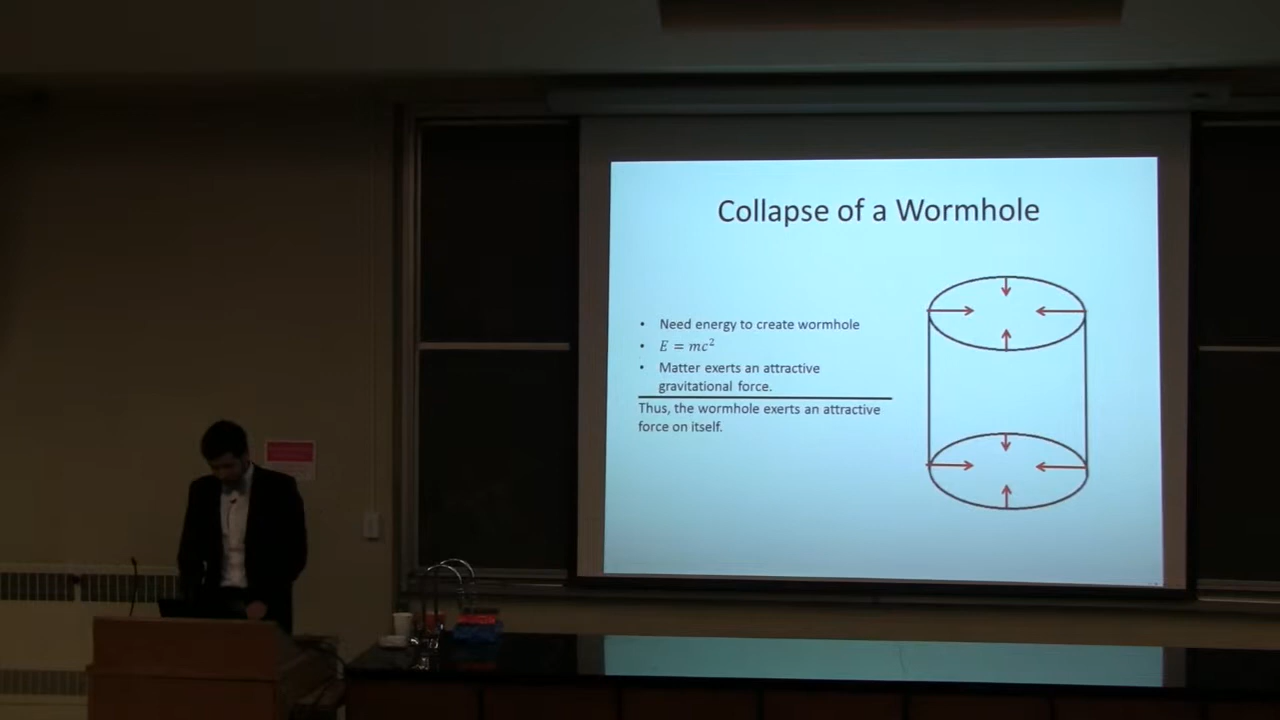 Collapse of a Wormhole
• Need energy to create wormhole
• E = mc²
• Matter exerts an attractive
gravitational force.
Thus, the wormhole exerts an attractive
force on itself.